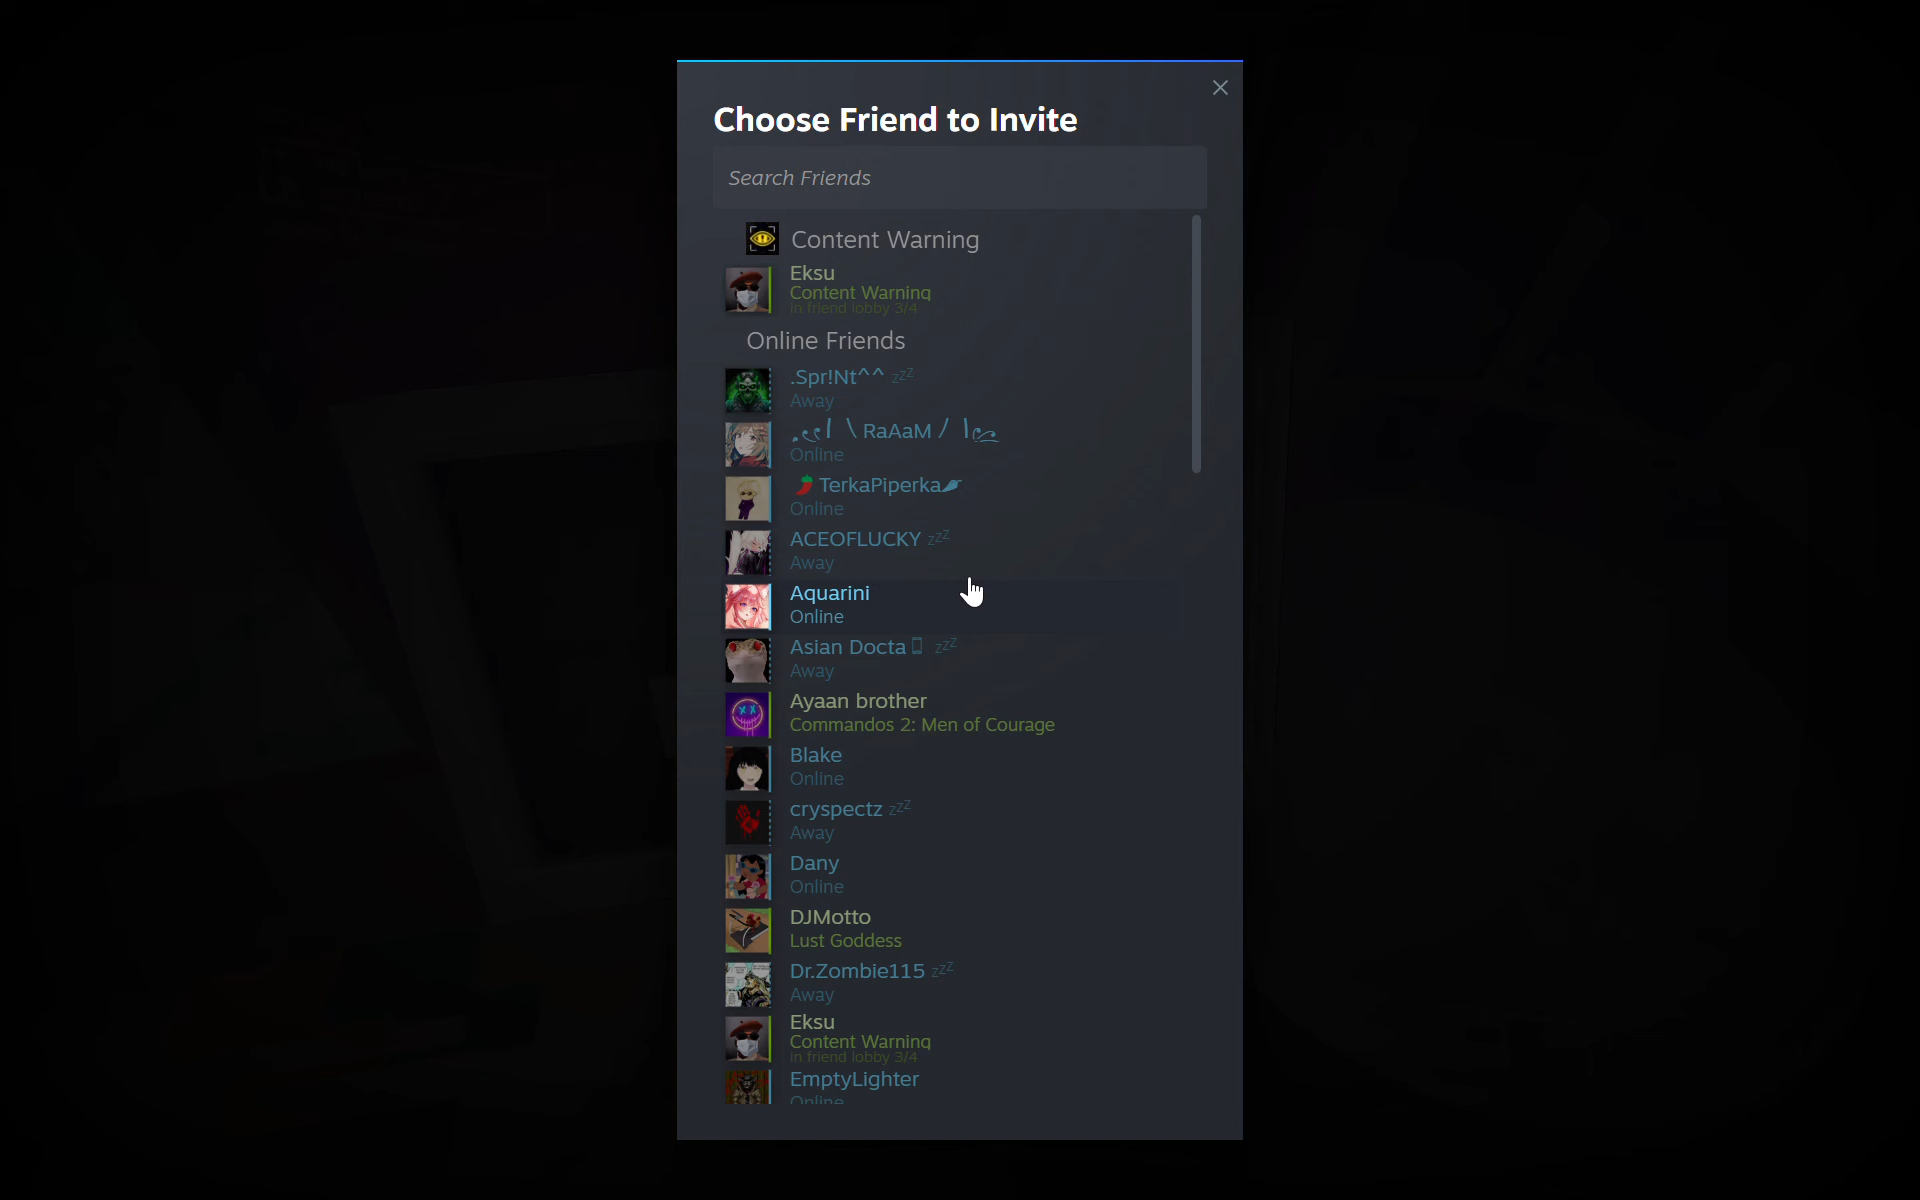 Choose Friend to Invite
Search Friends
Content Warning
Eksu
Content Warning
In friend lobby 3/4
Online Friends
.Spr!Nt^^ zzZ
Away
RaAaM
Online
🌶TerkaPiperka🌶
Online
ACEOFLUCKY zzZ
Away
Aquarini
Online
Asian Docta zzZ
Away
Ayaan brother
Commandos 2: Men of Courage
Blake
Online
cryspectz zzZ
Away
Dany
Online
DJMotto
Lust Goddess
Dr.Zombie115 zzZ
Away
Eksu
Content Warning
In friend lobby 3/4
EmptyLighter
Online